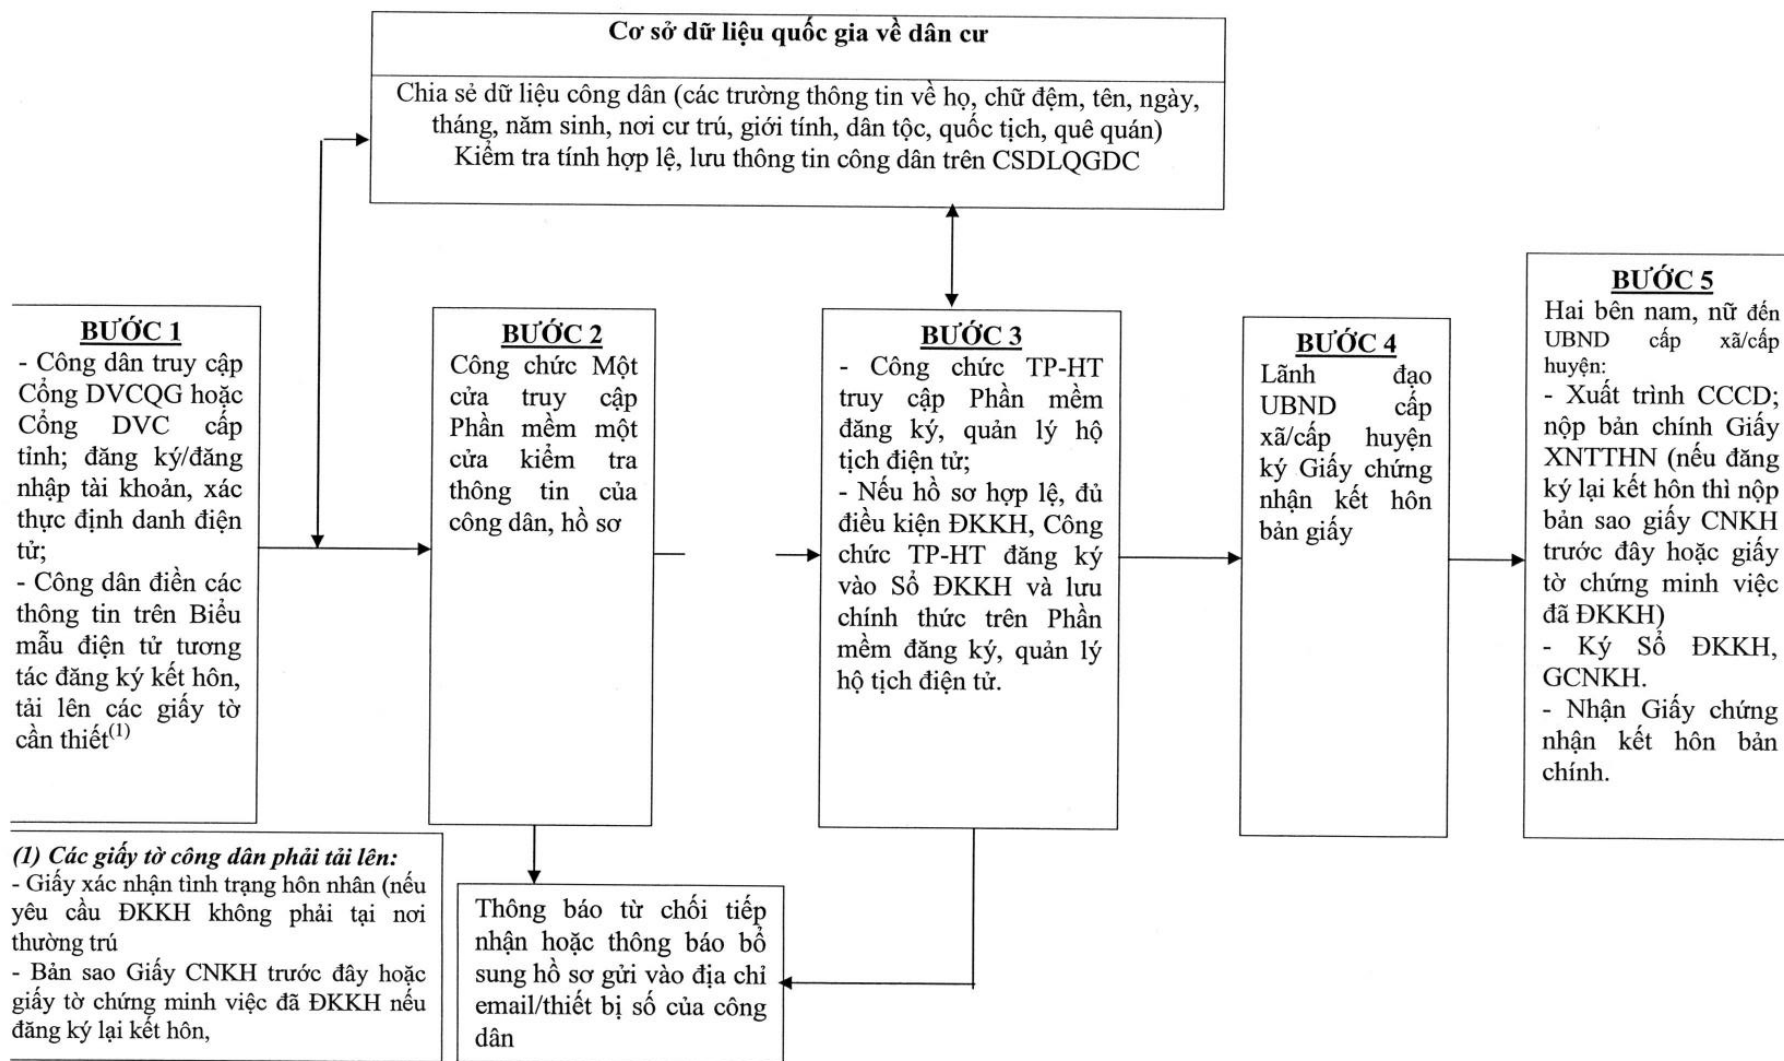 Cơ sở dữ liệu quốc gia về dân cư
Chia sẻ dữ liệu công dân (các trường thông tin về họ, chữ đệm, tên, ngày,
tháng, năm sinh, nơi cư trú, giới tính, dân tộc, quốc tịch, quê quán)
Kiểm tra tính hợp lệ, lưu thông tin công dân trên CSDLQGDC
BƯỚC 1
- Công dân truy cập
Cổng DVCQG hoặc
Cổng DVC cấp
tỉnh; đăng ký/đăng
nhập tài khoản, xác
thực định danh điện
tử;
- Công dân điền các
thông tin trên Biểu
mẫu điện tử tương
tác đăng ký kết hôn,
tải lên các giấy tờ
cần thiết(1)
BƯỚC 2
Công chức Một
cửa truy cập
Phần mềm một
cửa kiểm tra
thông tin của
công dân, hồ sơ
BƯỚC 3
- Công chức TP-HT
truy cập Phần mềm
đăng ký, quản lý hộ
tịch điện tử;
- Nếu hồ sơ hợp lệ, đủ
điều kiện ĐKKH, Công
chức TP-HT đăng ký
vào Sổ ĐKKH và lưu
chính thức trên Phần
mềm đăng ký, quản lý
hộ tịch điện tử.
BƯỚC 4
Lãnh đạo
UBND cấp
xã/cấp huyện
ký Giấy chứng
nhận kết hôn
bản giấy
BƯỚC 5
Hai bên nam, nữ đến
UBND cấp xã/cấp
huyện:
- Xuất trình CCCD;
nộp bản chính Giấy
XNTTHN (nếu đăng
ký lại kết hôn thì nộp
bản sao giấy CNKH
trước đây hoặc giấy
tờ chứng minh việc
đã ĐKKH)
- Ký Sổ ĐKKH,
GCNKH.
- Nhận Giấy chứng
nhận kết hôn bản
chính.
(1) Các giấy tờ công dân phải tải lên:
- Giấy xác nhận tình trạng hôn nhân (nếu
yêu cầu ĐKKH không phải tại nơi
thường trú
- Bản sao Giấy CNKH trước đây hoặc
giấy tờ chứng minh việc đã ĐKKH nếu
đăng ký lại kết hôn,
Thông báo từ chối tiếp
nhận hoặc thông báo bổ
sung hồ sơ gửi vào địa chỉ
email/thiết bị số của công
dân